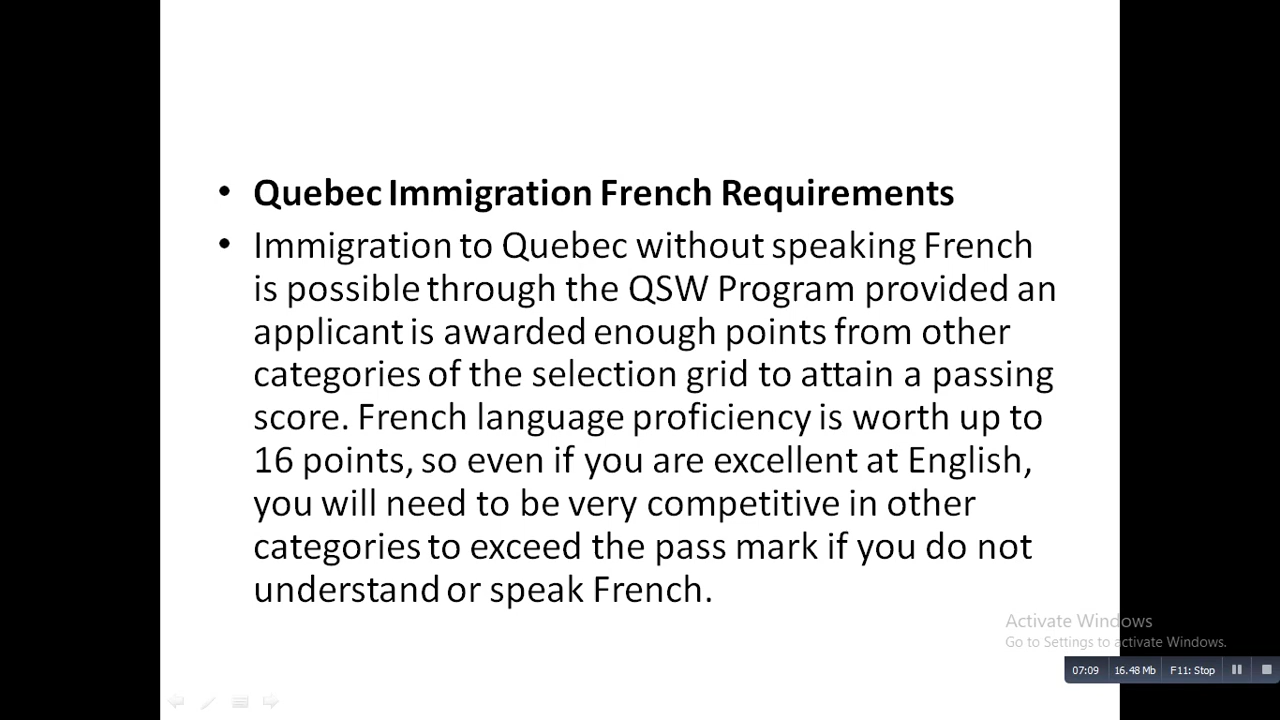 • Quebec Immigration French Requirements
• Immigration to Quebec without speaking French
is possible through the QSW Program provided an
applicant is awarded enough points from other
categories of the selection grid to attain a passing
score. French language proficiency is worth up to
16 points, so even if you are excellent at English,
you will need to be very competitive in other
categories to exceed the pass mark if you do not
understand or speak French.
Activate Windows
Go to Settings to activate Windows.
07:09 16.48 Mb F11: Stop